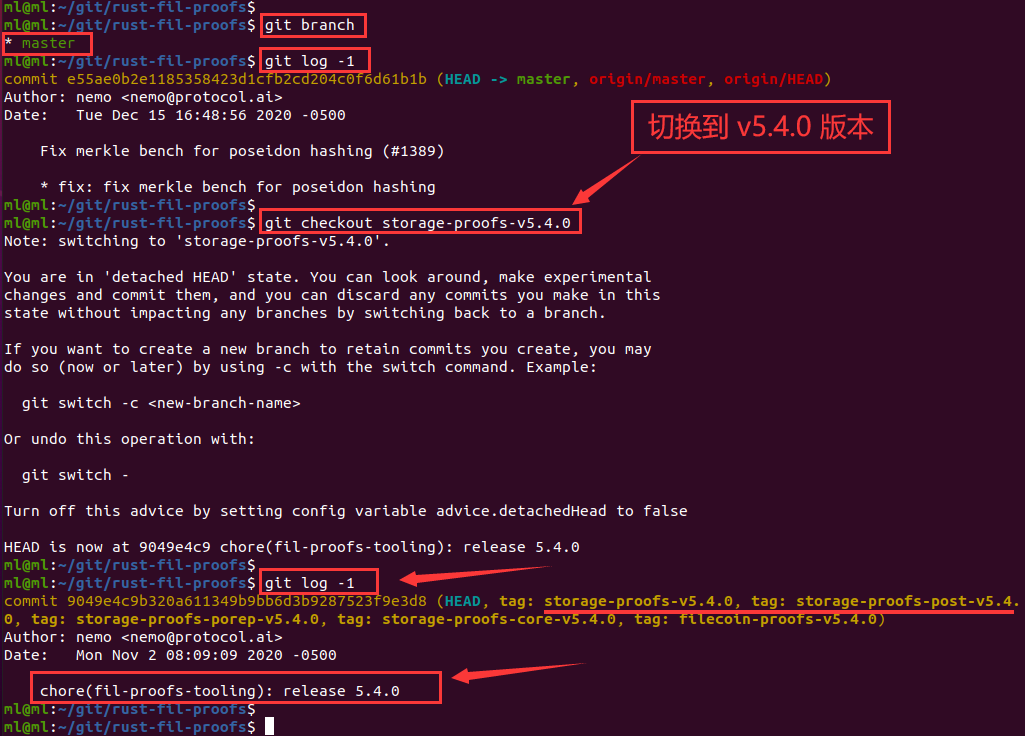 ml@ml:~/git/rust-fil-proofs$
ml@ml:~/git/rust-fil-proofs$ git branch
* master
ml@ml:~/git/rust-fil-proofs$ git log -1
commit e55ae0b2e1185358423d1cfb2cd204c0f6d61b1b (HEAD -> master, origin/master, origin/HEAD)
Author: nemo <nemo@protocol.ai>
Date:   Tue Dec 15 16:48:56 2020 -0500
切换到 v5.4.0 版本
    Fix merkle bench for poseidon hashing (#1389)
    * fix: fix merkle bench for poseidon hashing
ml@ml:~/git/rust-fil-proofs$
ml@ml:~/git/rust-fil-proofs$ git checkout storage-proofs-v5.4.0
Note: switching to 'storage-proofs-v5.4.0'.
You are in 'detached HEAD' state. You can look around, make experimental
changes and commit them, and you can discard any commits you make in this
state without impacting any branches by switching back to a branch.
If you want to create a new branch to retain commits you create, you may
do so (now or later) by using -c with the switch command. Example:
  git switch -c <new-branch-name>
Or undo this operation with:
  git switch -
Turn off this advice by setting config variable advice.detachedHead to false
HEAD is now at 9049e4c9 chore(fil-proofs-tooling): release 5.4.0
ml@ml:~/git/rust-fil-proofs$
ml@ml:~/git/rust-fil-proofs$ git log -1
commit 9049e4c9b320a611349b9bb6d3b9287523f9e3d8 (HEAD, tag: storage-proofs-v5.4.0, tag: storage-proofs-post-v5.4.
0, tag: storage-proofs-porep-v5.4.0, tag: storage-proofs-core-v5.4.0, tag: filecoin-proofs-v5.4.0)
Author: nemo <nemo@protocol.ai>
Date:   Mon Nov 2 08:09:09 2020 -0500
    chore(fil-proofs-tooling): release 5.4.0
ml@ml:~/git/rust-fil-proofs$
ml@ml:~/git/rust-fil-proofs$